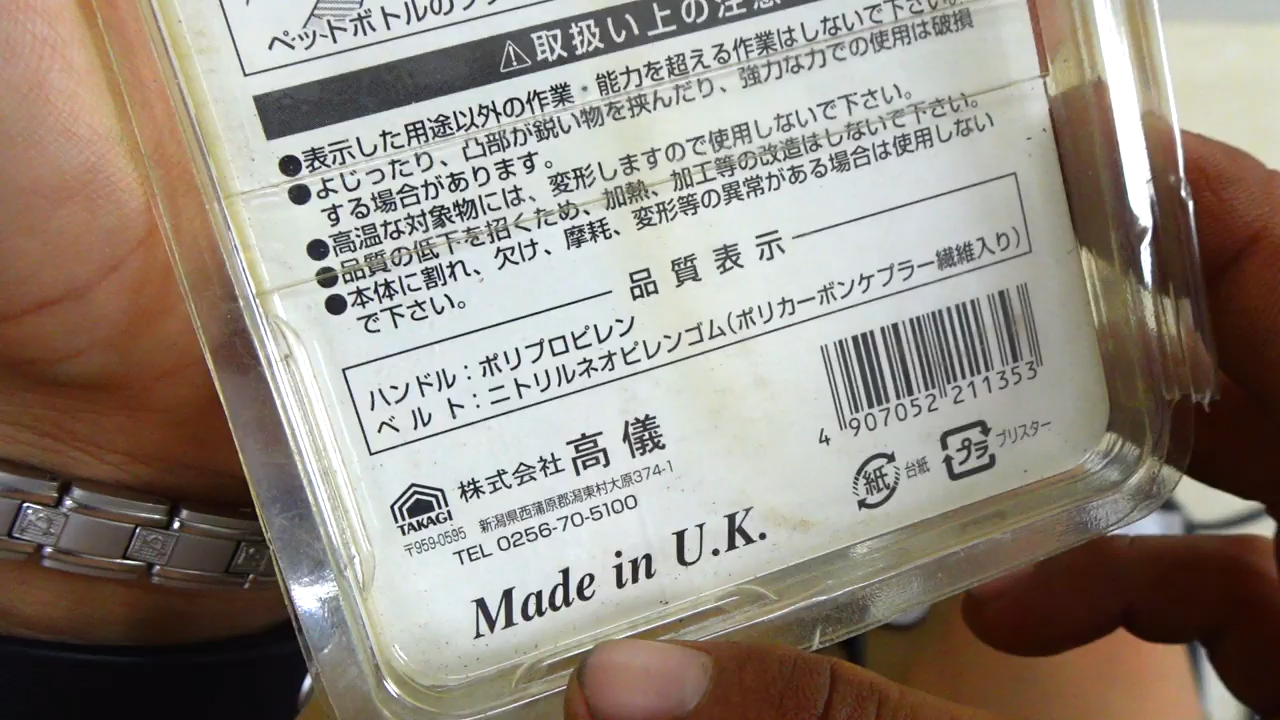 ペットボトルの
⚠取扱い上の注意
●表示した用途以外の作業・能力を超える作業はしないで下さい。
●よじったり、凸部が鋭い物を挟んだり、強力な力での使用は破損
する場合があります。
●高温な対象物には、変形しますので使用しないで下さい。
●品質の低下を招くため、加熱、加工等の改造はしないで下さい。
●本体に割れ、欠け、摩耗、変形等の異常がある場合は使用しない
で下さい。
品質表示
ハンドル：ポリプロピレン
ベルト：ニトリルネオピレンゴム(ポリカーボンケプラー繊維入り)
4 907052 211353
株式会社 高儀
TAKAGI
〒959-0595 新潟県西蒲原郡潟東村大原374-1
TEL 0256-70-5100
紙 台紙 プラ ブリスター
Made in U.K.